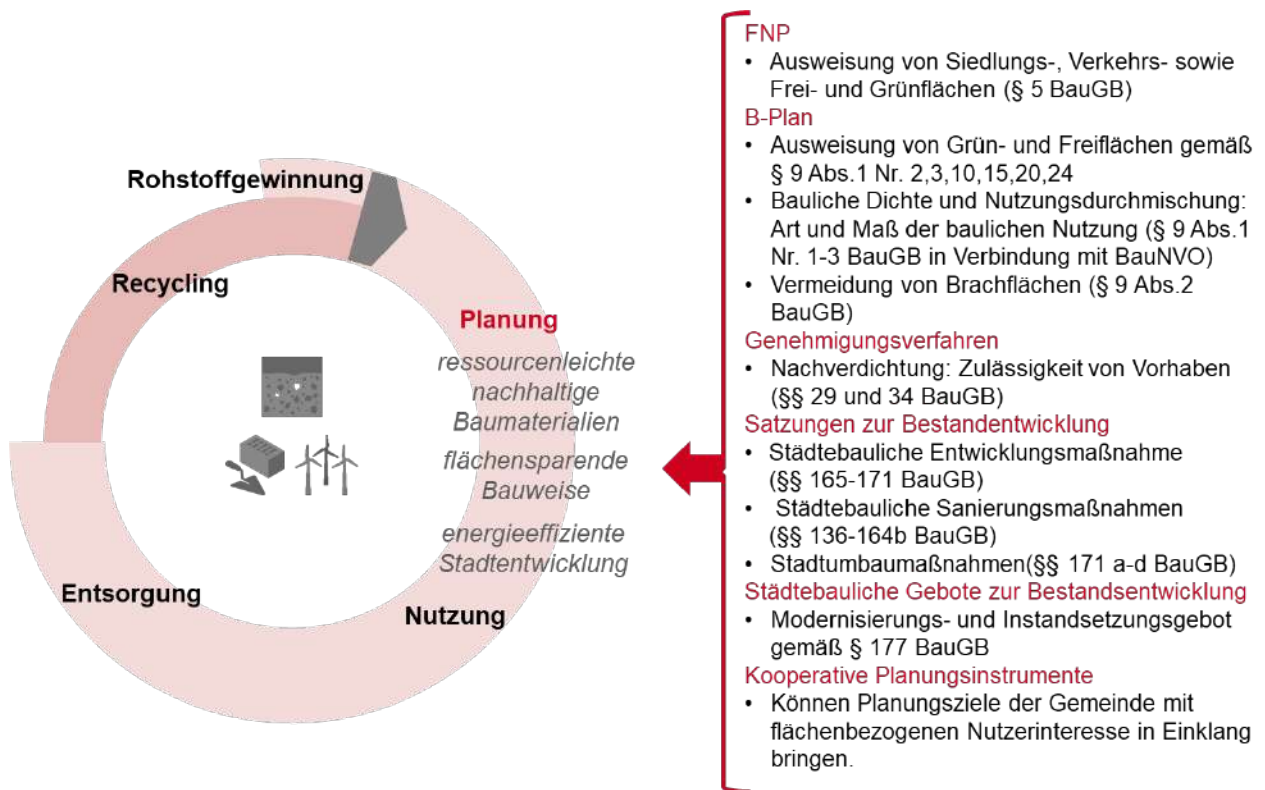 Rohstoffgewinnung
Recycling
Planung
ressourcenleichte
nachhaltige
Baumaterialien
flächensparende
Bauweise
energieeffiziente
Stadtentwicklung
Entsorgung
Nutzung
FNP
• Ausweisung von Siedlungs-, Verkehrs- sowie
Frei- und Grünflächen (§ 5 BauGB)
B-Plan
• Ausweisung von Grün- und Freiflächen gemäß
§ 9 Abs.1 Nr. 2,3,10,15,20,24
• Bauliche Dichte und Nutzungsdurchmischung:
Art und Maß der baulichen Nutzung (§ 9 Abs.1
Nr. 1-3 BauGB in Verbindung mit BauNVO)
• Vermeidung von Brachflächen (§ 9 Abs.2
BauGB)
Genehmigungsverfahren
• Nachverdichtung: Zulässigkeit von Vorhaben
(§§ 29 und 34 BauGB)
Satzungen zur Bestandentwicklung
• Städtebauliche Entwicklungsmaßnahme
(§§ 165-171 BauGB)
• Städtebauliche Sanierungsmaßnahmen
(§§ 136-164b BauGB)
• Stadtumbaumaßnahmen(§§ 171 a-d BauGB)
Städtebauliche Gebote zur Bestandsentwicklung
• Modernisierungs- und Instandsetzungsgebot
gemäß § 177 BauGB
Kooperative Planungsinstrumente
• Können Planungsziele der Gemeinde mit
flächenbezogenen Nutzerinteresse in Einklang
bringen.